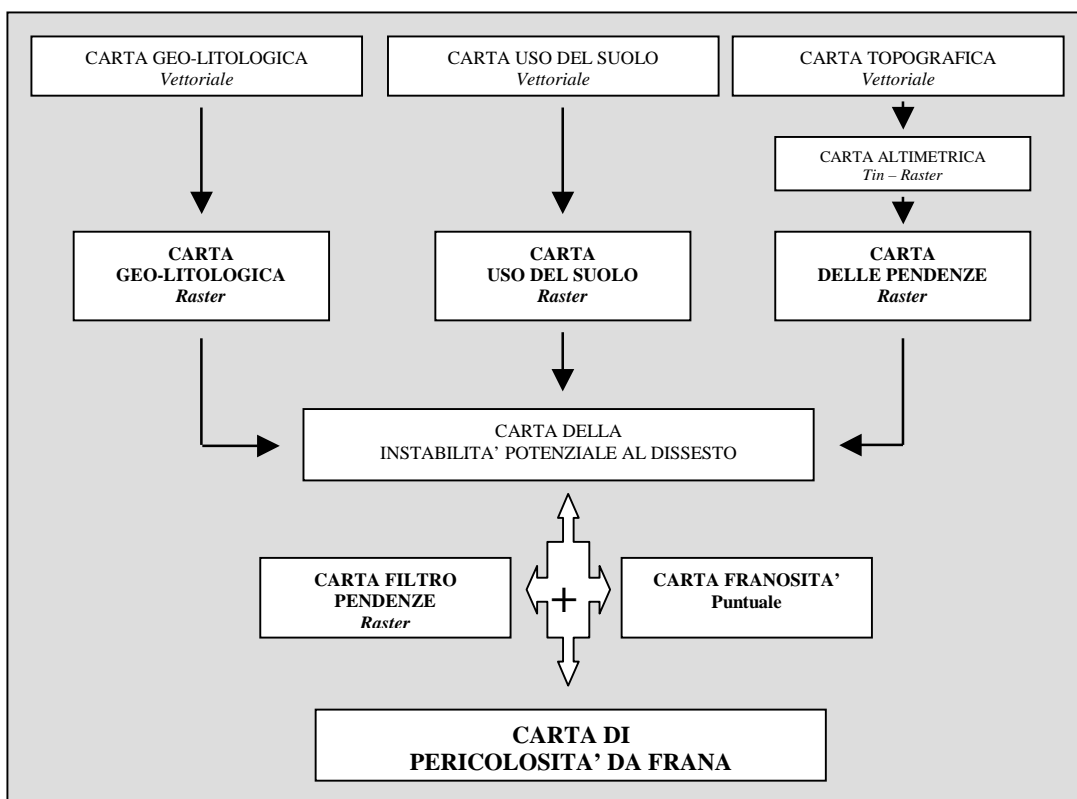 CARTA GEO-LITOLOGICA
Vettoriale
CARTA USO DEL SUOLO
Vettoriale
CARTA TOPOGRAFICA
Vettoriale
CARTA ALTIMETRICA
Tin – Raster
CARTA
GEO-LITOLOGICA
Raster
CARTA
USO DEL SUOLO
Raster
CARTA
DELLE PENDENZE
Raster
CARTA DELLA
INSTABILITA’ POTENZIALE AL DISSESTO
CARTA FILTRO
PENDENZE
Raster
+
CARTA FRANOSITA’
Puntuale
CARTA DI
PERICOLOSITA’ DA FRANA